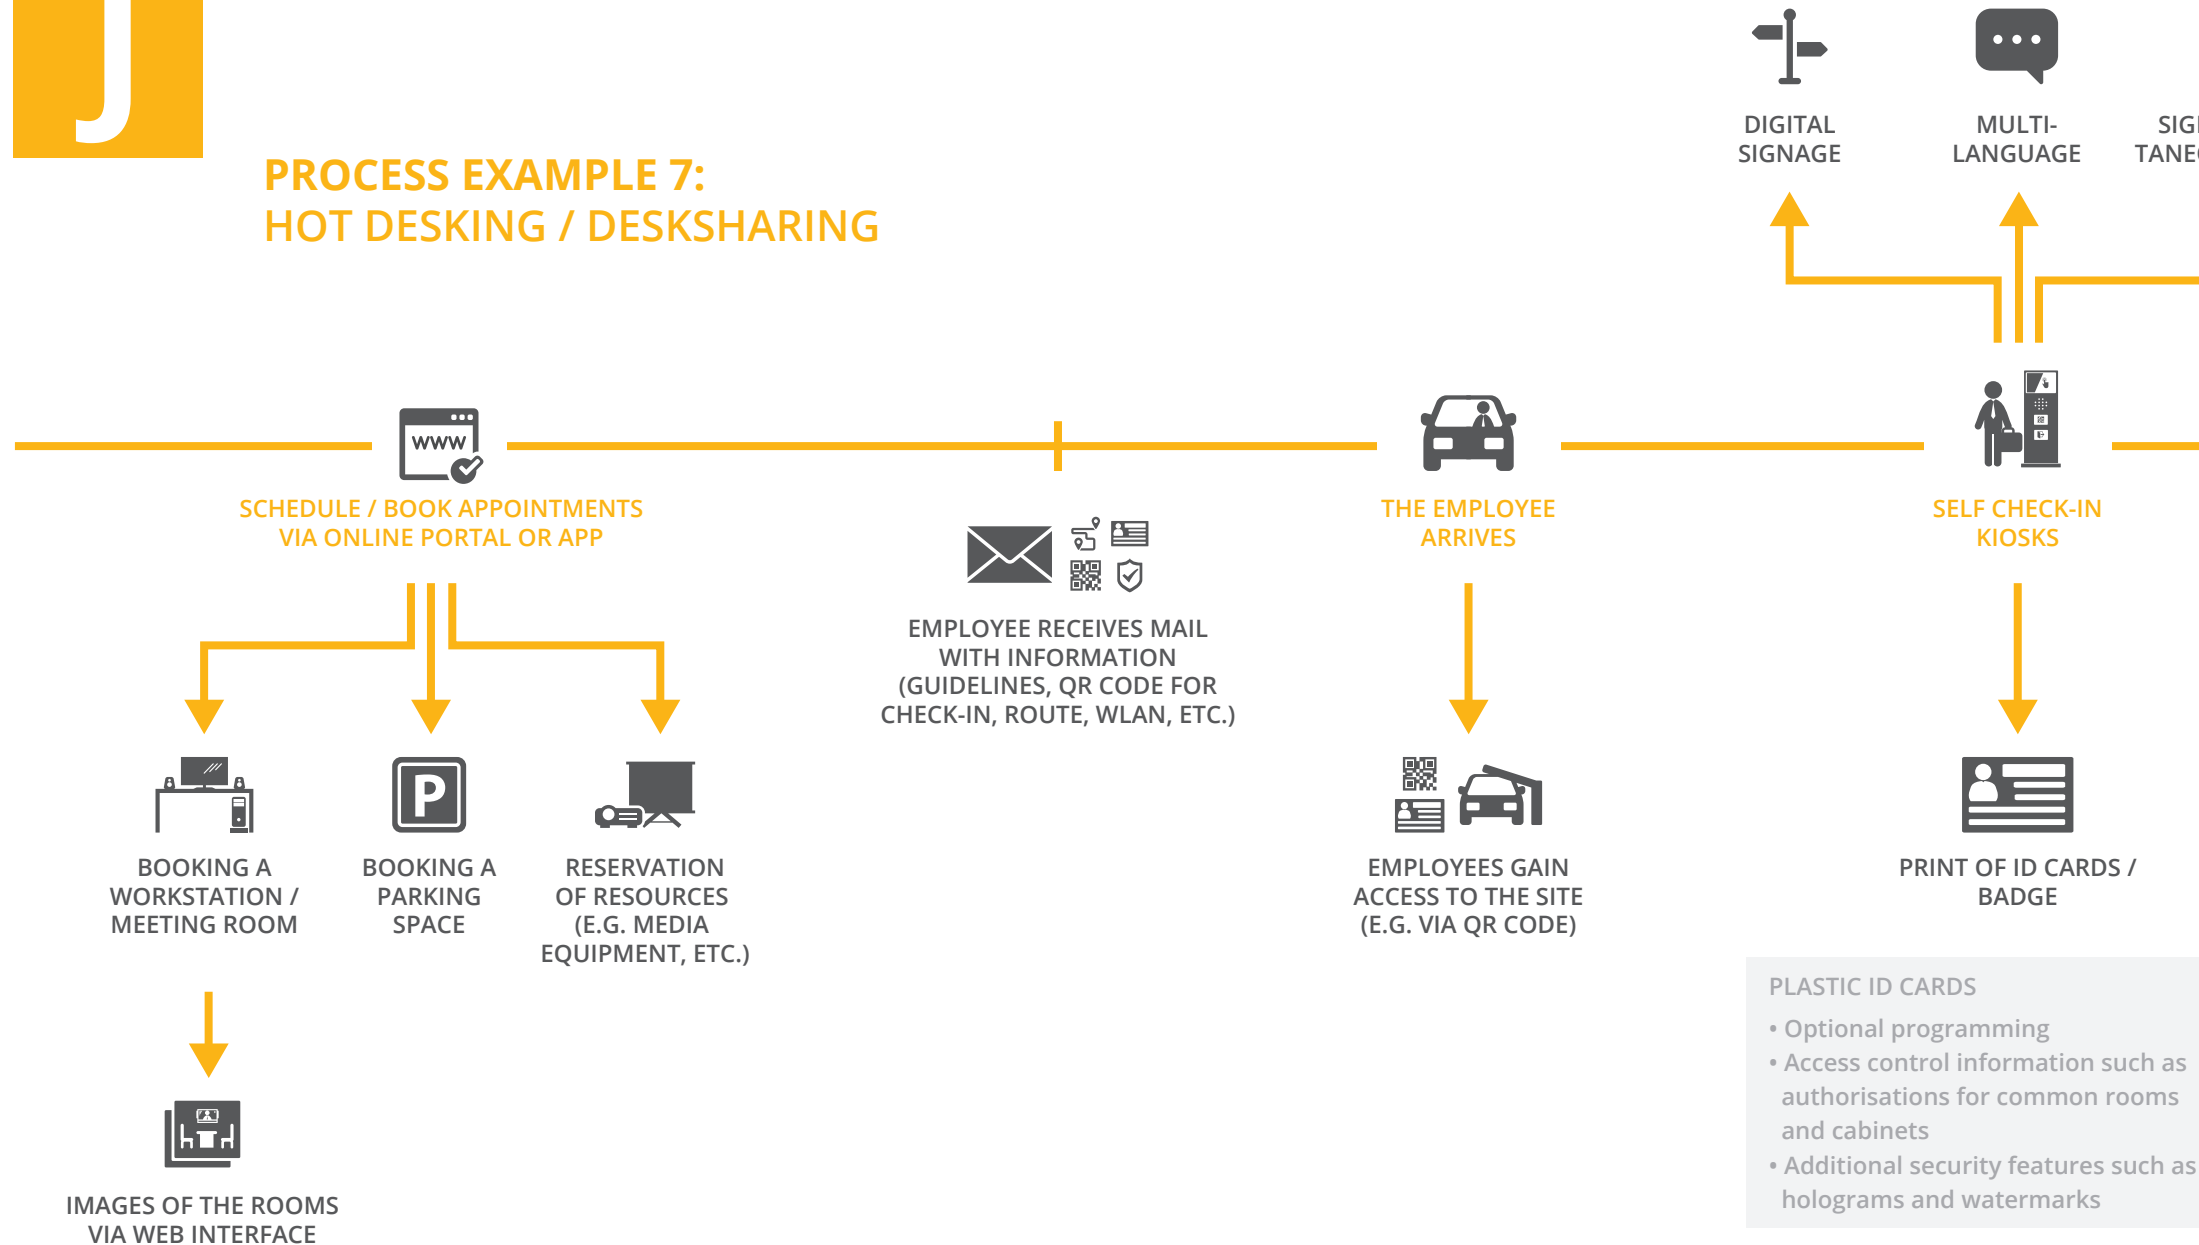 J
PROCESS EXAMPLE 7:
HOT DESKING / DESKSHARING
DIGITAL
SIGNAGE
MULTI-
LANGUAGE
WWW
SCHEDULE / BOOK APPOINTMENTS
VIA ONLINE PORTAL OR APP
EMPLOYEE RECEIVES MAIL
WITH INFORMATION
(GUIDELINES, QR CODE FOR
CHECK-IN, ROUTE, WLAN, ETC.)
THE EMPLOYEE
ARRIVES
SELF CHECK-IN
KIOSKS
P
BOOKING A
WORKSTATION /
MEETING ROOM
BOOKING A
PARKING
SPACE
RESERVATION
OF RESOURCES
(E.G. MEDIA
EQUIPMENT, ETC.)
EMPLOYEES GAIN
ACCESS TO THE SITE
(E.G. VIA QR CODE)
PRINT OF ID CARDS /
BADGE
PLASTIC ID CARDS
• Optional programming
• Access control information such as
authorisations for common rooms
and cabinets
• Additional security features such as
holograms and watermarks
IMAGES OF THE ROOMS
VIA WEB INTERFACE